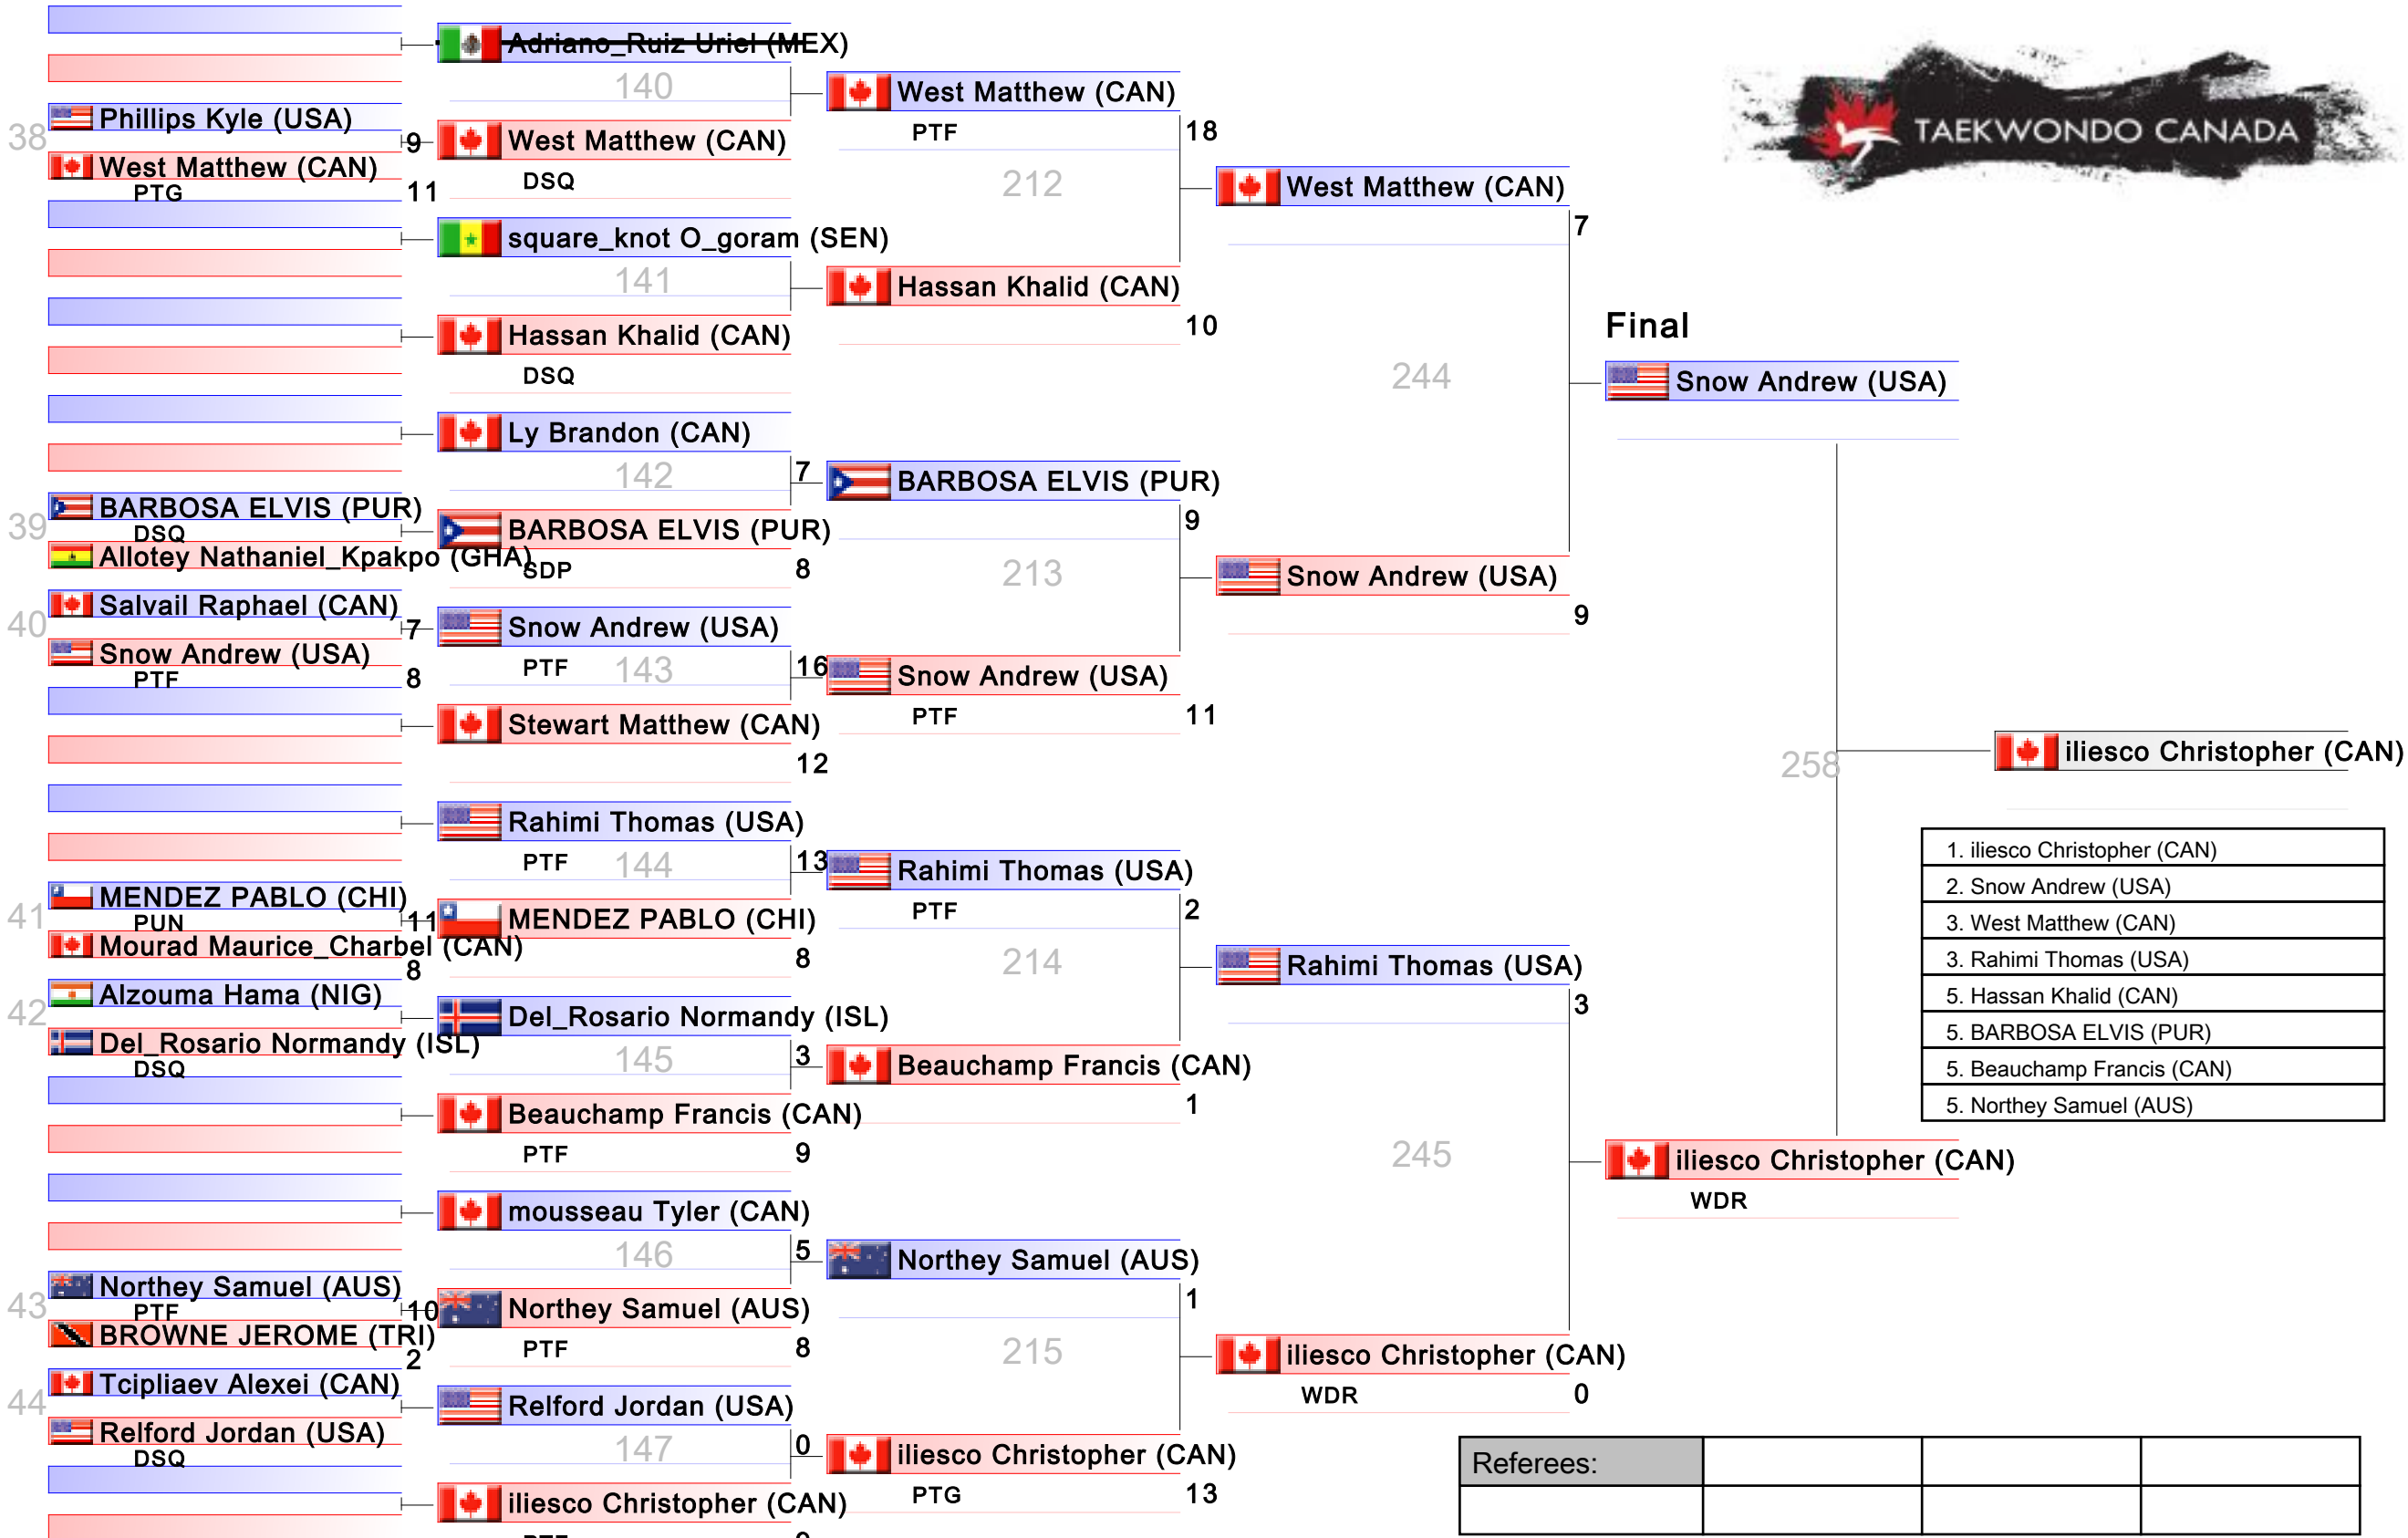 Adriano_Ruiz Uriel (MEX)
140
West Matthew (CAN)
PTF
18
TAEKWONDO CANADA
38
Phillips Kyle (USA)
9
West Matthew (CAN)
PTG
11
West Matthew (CAN)
DSQ
212
West Matthew (CAN)
7
square_knot O_goram (SEN)
141
Hassan Khalid (CAN)
10
Hassan Khalid (CAN)
DSQ
244
Final
Snow Andrew (USA)
Ly Brandon (CAN)
142
7
BARBOSA ELVIS (PUR)
9
39
BARBOSA ELVIS (PUR)
DSQ
Allotey Nathaniel_Kpakpo (GHA)
BARBOSA ELVIS (PUR)
SDP
8
213
Snow Andrew (USA)
9
40
Salvail Raphael (CAN)
7
Snow Andrew (USA)
PTF
8
Snow Andrew (USA)
PTF
143
16
Snow Andrew (USA)
PTF
11
Stewart Matthew (CAN)
12
258
iliesco Christopher (CAN)
Rahimi Thomas (USA)
PTF
144
13
Rahimi Thomas (USA)
PTF
2
1. iliesco Christopher (CAN)
2. Snow Andrew (USA)
3. West Matthew (CAN)
3. Rahimi Thomas (USA)
5. Hassan Khalid (CAN)
5. BARBOSA ELVIS (PUR)
5. Beauchamp Francis (CAN)
5. Northey Samuel (AUS)
41
MENDEZ PABLO (CHI)
PUN
11
Mourad Maurice_Charbel (CAN)
8
MENDEZ PABLO (CHI)
8
214
Rahimi Thomas (USA)
3
42
Alzouma Hama (NIG)
Del_Rosario Normandy (ISL)
DSQ
Del_Rosario Normandy (ISL)
145
3
Beauchamp Francis (CAN)
1
Beauchamp Francis (CAN)
PTF
9
245
iliesco Christopher (CAN)
WDR
mousseau Tyler (CAN)
146
5
Northey Samuel (AUS)
1
43
Northey Samuel (AUS)
PTF
10
BROWNE JEROME (TRI)
2
Northey Samuel (AUS)
PTF
8
215
iliesco Christopher (CAN)
WDR
0
44
Tcipliaev Alexei (CAN)
Relford Jordan (USA)
DSQ
Relford Jordan (USA)
147
0
iliesco Christopher (CAN)
PTG
13
iliesco Christopher (CAN)
Referees: